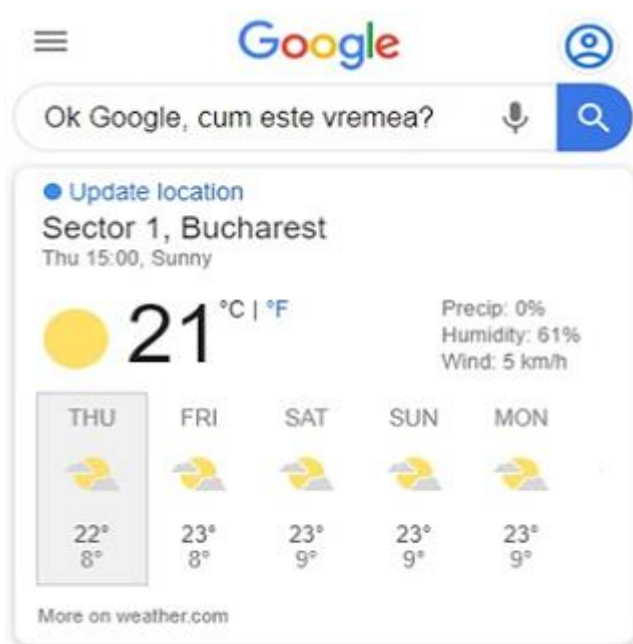 Google
Ok Google, cum este vremea?
Update location
Sector 1, Bucharest
Thu 15:00, Sunny
21 °C | °F
Precip: 0%
Humidity: 61%
Wind: 5 km/h
THU FRI SAT SUN MON
22° 23° 23° 23° 23°
8° 8° 9° 9° 9°
More on weather.com